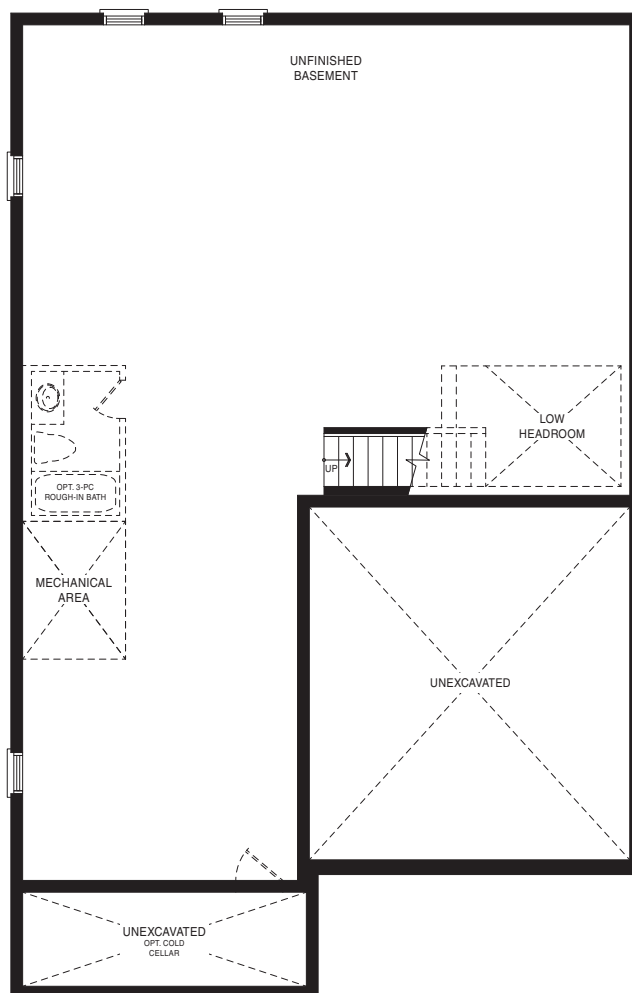 UNFINISHED
BASEMENT
LOW
HEADROOM
UP
OPT. 3-PC
ROUGH-IN BATH
MECHANICAL
AREA
UNEXCAVATED
UNEXCAVATED
OPT. COLD
CELLAR